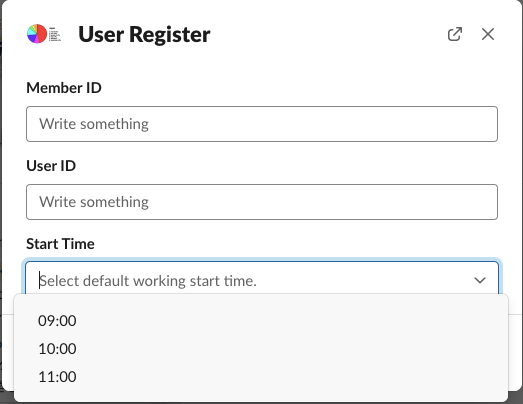 User Register
Member ID
Write something
User ID
Write something
Start Time
Select default working start time.
09:00
10:00
11:00